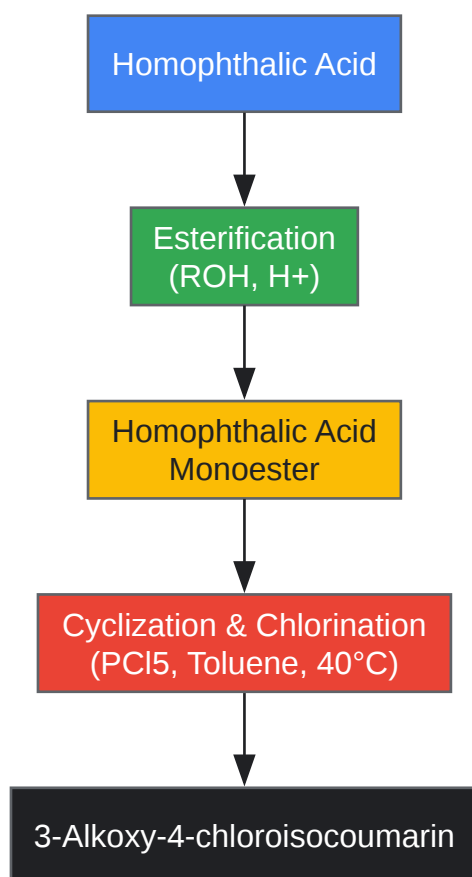 Homophthalic Acid
Esterification
(ROH, H+)
Homophthalic Acid
Monoester
Cyclization & Chlorination
(PCl5, Toluene, 40°C)
3-Alkoxy-4-chloroisocoumarin